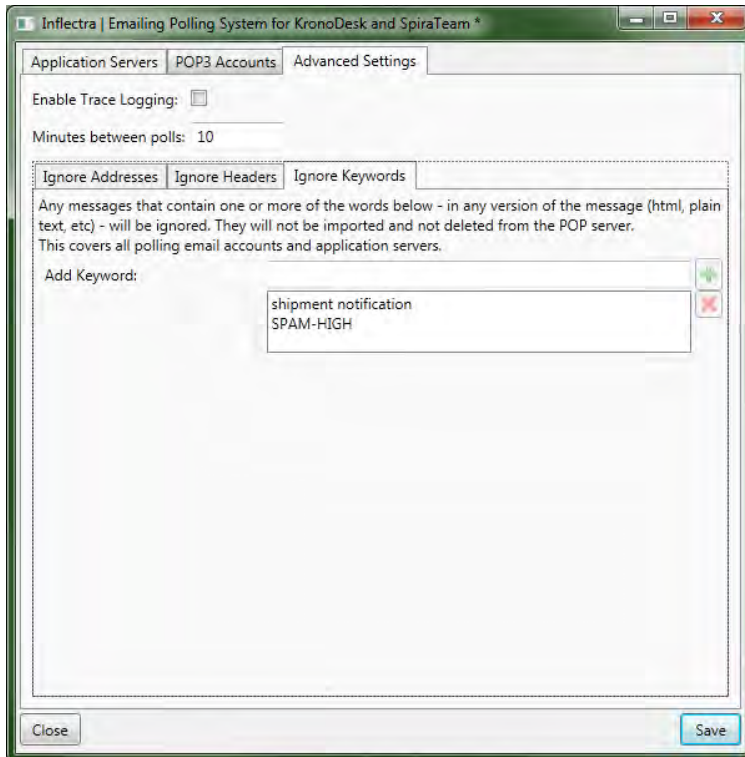 Inflectra | Emailing Polling System for KronoDesk and SpiraTeam *
Application Servers POP3 Accounts Advanced Settings
Enable Trace Logging:
Minutes between polls: 10
Ignore Addresses Ignore Headers Ignore Keywords
Any messages that contain one or more of the words below - in any version of the message (html, plain
text, etc) - will be ignored. They will not be imported and not deleted from the POP server.
This covers all polling email accounts and application servers.
Add Keyword:
shipment notification
SPAM-HIGH
Close Save